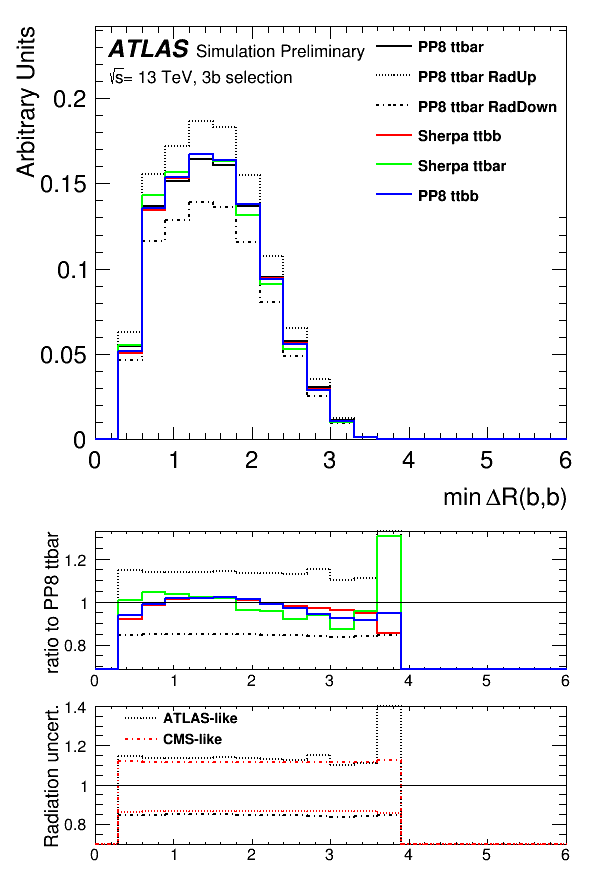 ATLAS Simulation Preliminary
√s= 13 TeV, 3b selection
PP8 ttbar
PP8 ttbar RadUp
PP8 ttbar RadDown
Sherpa ttbb
Sherpa ttbar
PP8 ttbb
Arbitrary Units
0.2
0.15
0.1
0.05
0
0 1 2 3 4 5 6
min ΔR(b,b)
ratio to PP8 ttbar
1.2
1
0.8
0 1 2 3 4 5 6
Radiation uncert.
ATLAS-like
CMS-like
1.4
1.2
1
0.8
0 1 2 3 4 5 6